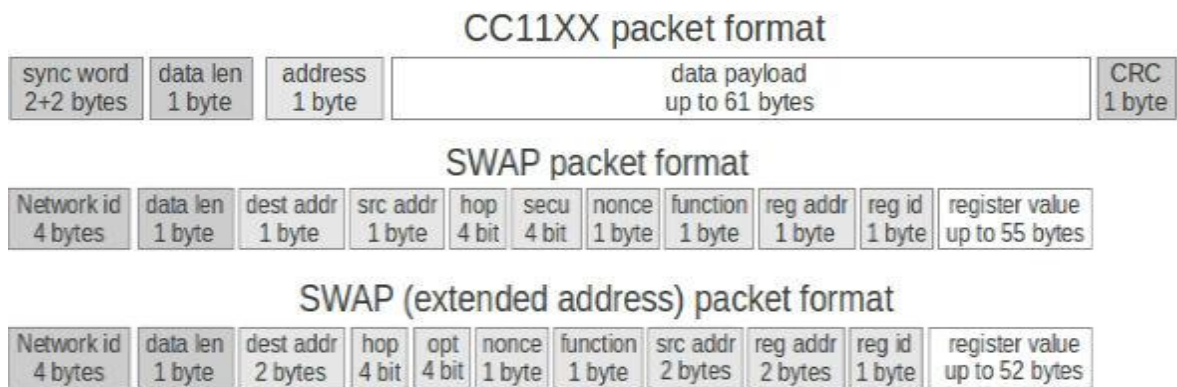 CC11XX packet format
sync word data len address data payload CRC
2+2 bytes 1 byte 1 byte up to 61 bytes 1 byte
SWAP packet format
Network id data len dest addr src addr hop secu nonce function reg addr reg id register value
4 bytes 1 byte 1 byte 1 byte 4 bit 4 bit 1 byte 1 byte 1 byte 1 byte up to 55 bytes
SWAP (extended address) packet format
Network id data len dest addr hop opt nonce function src addr reg addr reg id register value
4 bytes 1 byte 2 bytes 4 bit 4 bit 1 byte 1 byte 2 bytes 2 bytes 1 byte up to 52 bytes